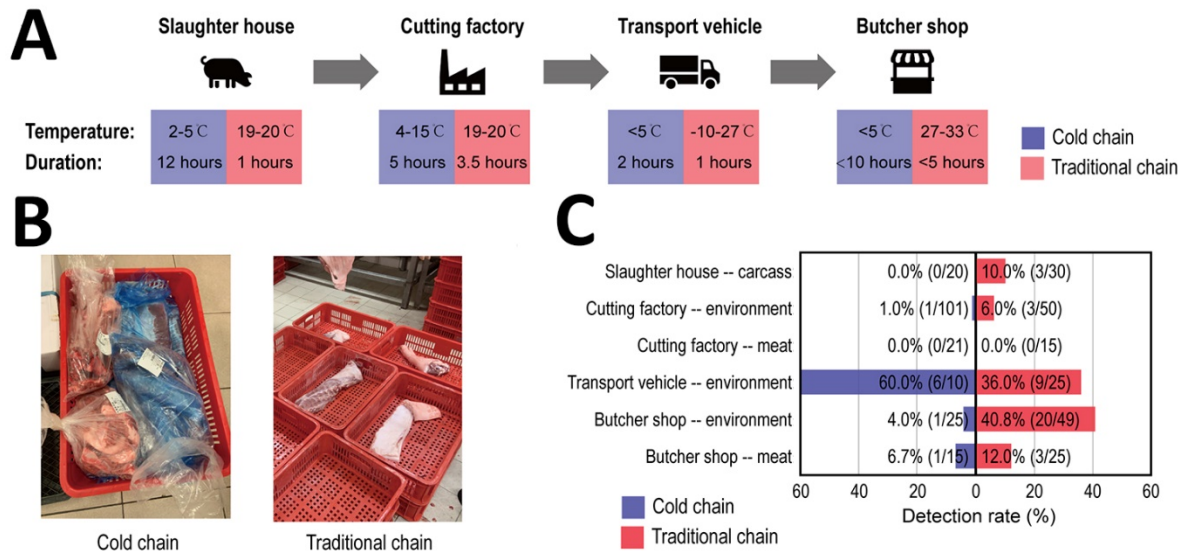 A
Slaughter house
Cutting factory
Transport vehicle
Butcher shop
Temperature:
2-5℃
19-20℃
4-15℃
19-20℃
<5℃
-10-27℃
<5℃
27-33℃
Duration:
12 hours
1 hours
5 hours
3.5 hours
2 hours
1 hours
<10 hours
<5 hours
Cold chain
Traditional chain
B
Cold chain
Traditional chain
C
Slaughter house -- carcass
0.0% (0/20)
10.0% (3/30)
Cutting factory -- environment
1.0% (1/101)
6.0% (3/50)
Cutting factory -- meat
0.0% (0/21)
0.0% (0/15)
Transport vehicle -- environment
60.0% (6/10)
36.0% (9/25)
Butcher shop -- environment
4.0% (1/25)
40.8% (20/49)
Butcher shop -- meat
6.7% (1/15)
12.0% (3/25)
60 40 20 0 20 40 60
Detection rate (%)
Cold chain
Traditional chain